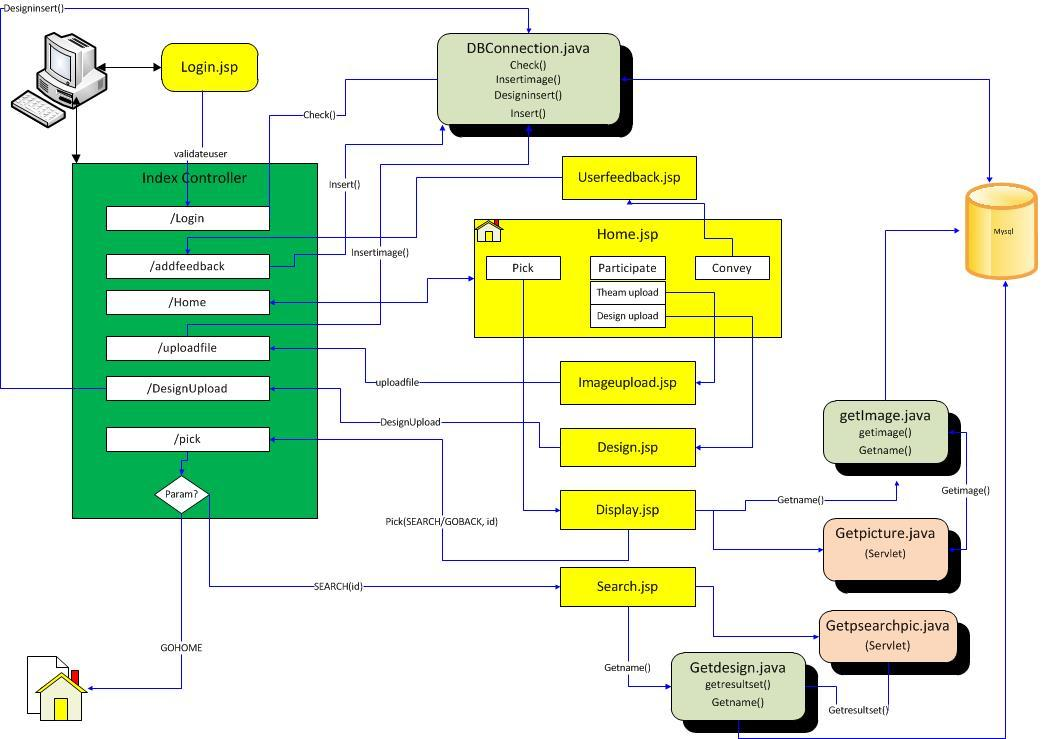 Designinsert()
DBConnection.java
Check()
Insertimage()
Designinsert()
Insert()
Login.jsp
Check()
validateuser
Index Controller
Insert()
Userfeedback.jsp
/Login
Home.jsp
Mysql
Insertimage()
/addfeedback
Pick
Participate
Convey
Theam upload
/Home
Design upload
/uploadfile
uploadfile
Imageupload.jsp
/DesignUpload
DesignUpload
getImage.java
getimage()
Getname()
/pick
Design.jsp
Param?
Getimage()
Getname()
Display.jsp
Pick(SEARCH/GOBACK, id)
Getpicture.java
(Servlet)
SEARCH(id)
Search.jsp
Getpsearchpic.java
(Servlet)
GOHOME
Getname()
Getdesign.java
getresultset()
Getname()
Getresultset()